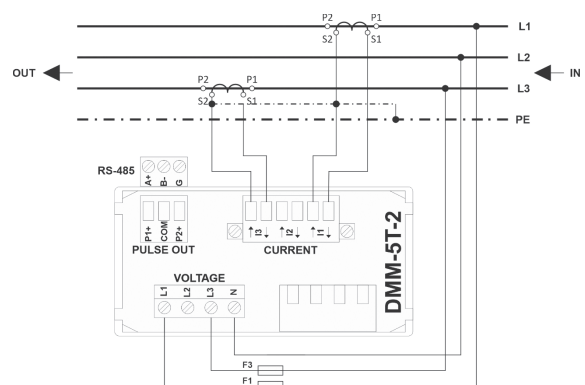 P2 P1
L1
S2 S1
L2
OUT IN
P2 P1
L3
S2 S1
PE
RS-485 A+ B- G
P1+ COM P2+
PULSE OUT
I3 I2 I1
CURRENT
DMM-5T-2
VOLTAGE
L1 L2 L3 N
F3
F1